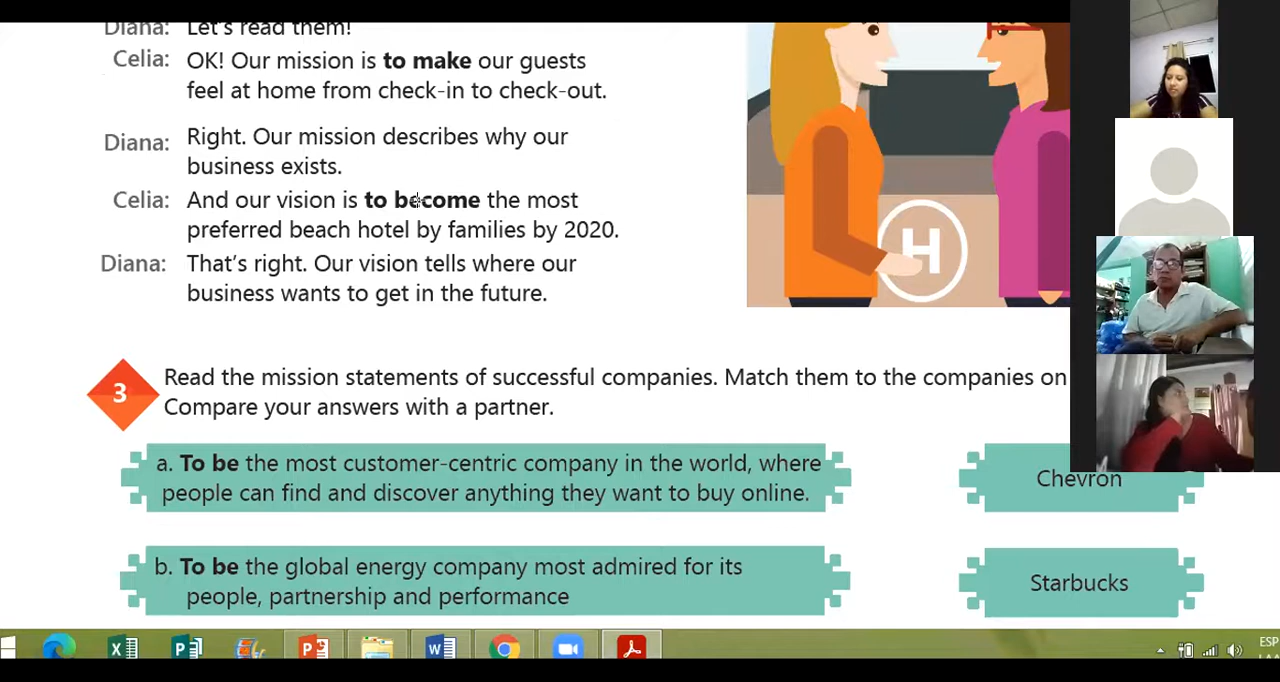 Diana: Let's read them!
Celia: OK! Our mission is to make our guests
feel at home from check-in to check-out.
Diana: Right. Our mission describes why our
business exists.
Celia: And our vision is to become the most
preferred beach hotel by families by 2020.
Diana: That's right. Our vision tells where our
business wants to get in the future.
H
3 Read the mission statements of successful companies. Match them to the companies on
Compare your answers with a partner.
a. To be the most customer-centric company in the world, where
people can find and discover anything they want to buy online.
Chevron
b. To be the global energy company most admired for its
people, partnership and performance
Starbucks
ESP